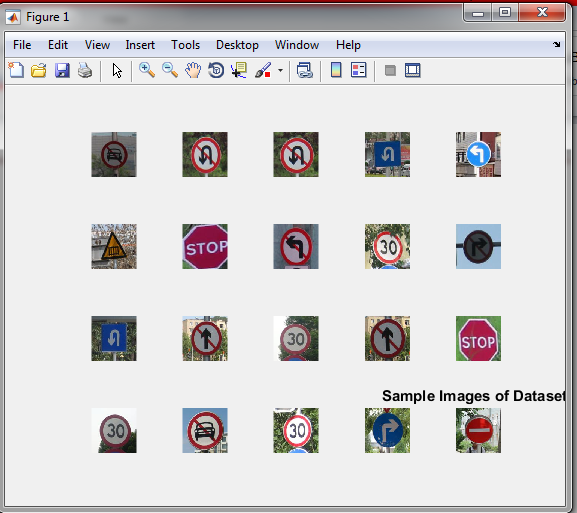 Figure 1
File Edit View Insert Tools Desktop Window Help
STOP
30
30
STOP
Sample Images of Dataset
30
30